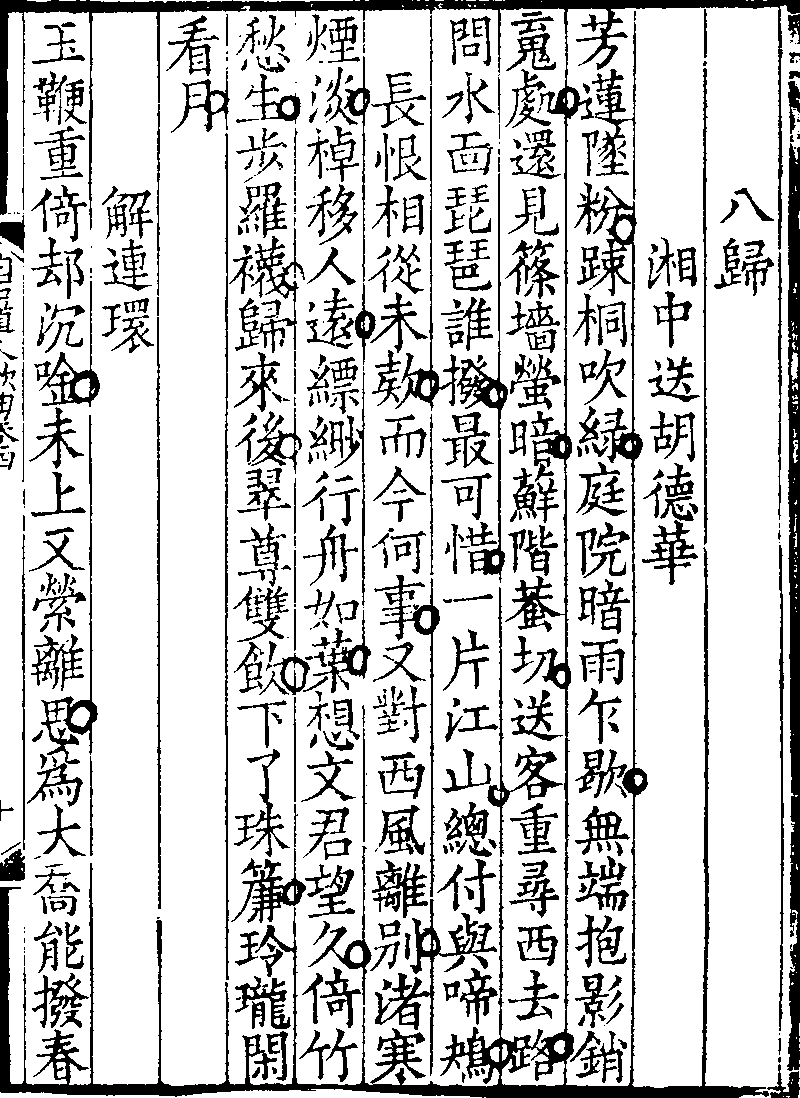 八歸
湘中送胡德華
芳蓮墜粉踈桐吹緑庭院暗雨乍歇無端抱影銷
䰟處還見篠墻螢暗蘚階蛩切送客重尋西去路
問水面琵琶誰撥最可惜一片江山總付與啼鴂
長恨相從未欵而今何事又對西風離别渚寒
煙淡棹移人遠縹緲行舟如葉想文君望久倚竹
愁生步羅襪歸來後翠尊雙飲下了珠簾玲瓏閑
看月
解連環
玉鞭重倚却沉唫未上又縈離思爲大喬能撥春